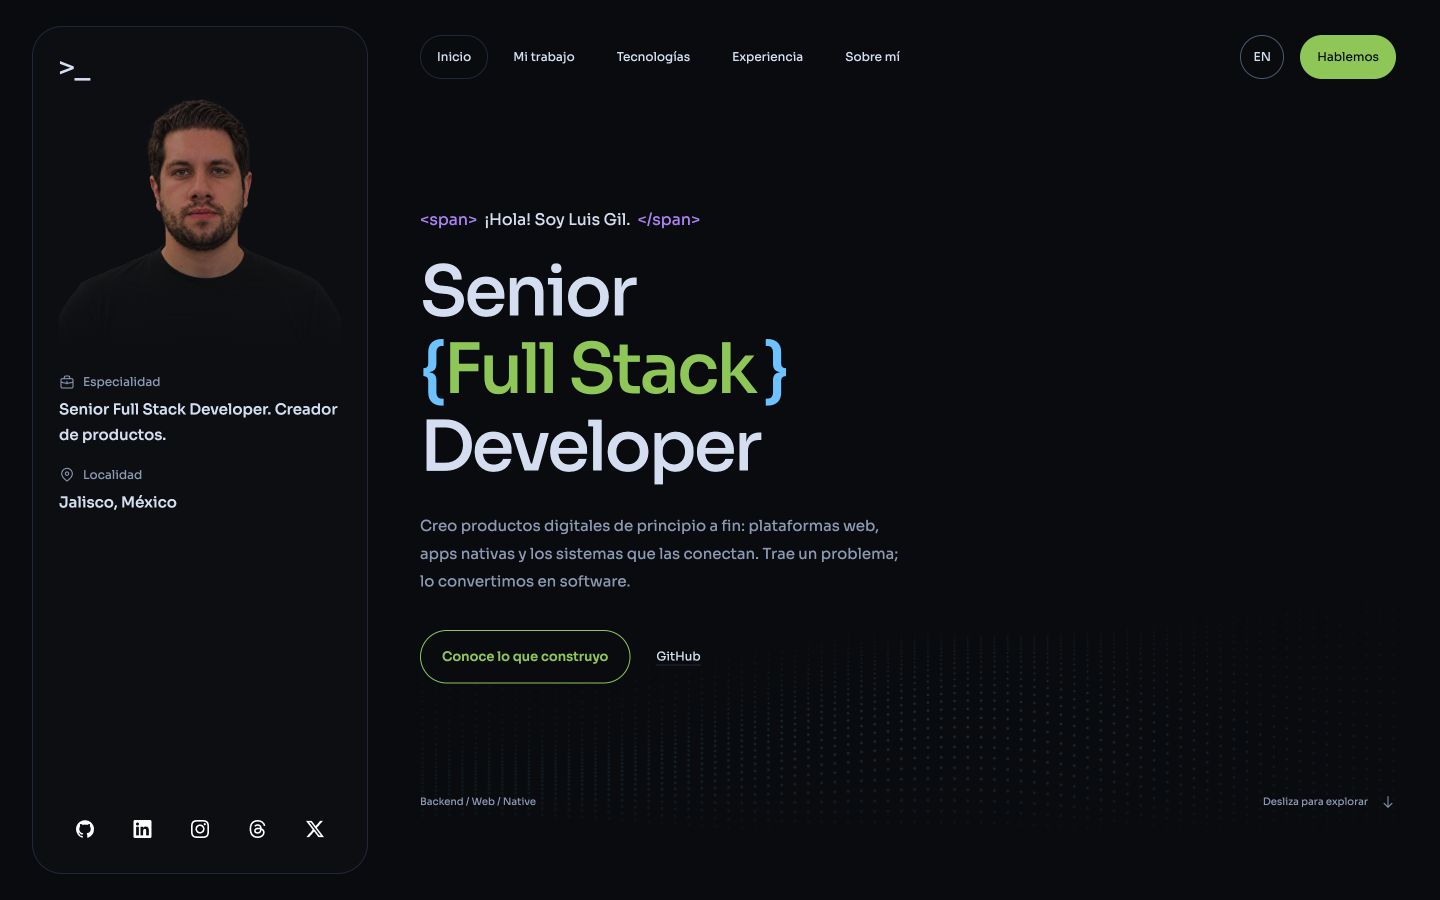 >_
Especialidad
Senior Full Stack Developer. Creador
de productos.
Localidad
Jalisco, México
Inicio
Mi trabajo
Tecnologías
Experiencia
Sobre mí
EN
Hablemos
<span> ¡Hola! Soy Luis Gil. </span>
Senior
{Full Stack}
Developer
Creo productos digitales de principio a fin: plataformas web,
apps nativas y los sistemas que las conectan. Trae un problema;
lo convertimos en software.
Conoce lo que construyo
GitHub
Backend / Web / Native
Desliza para explorar